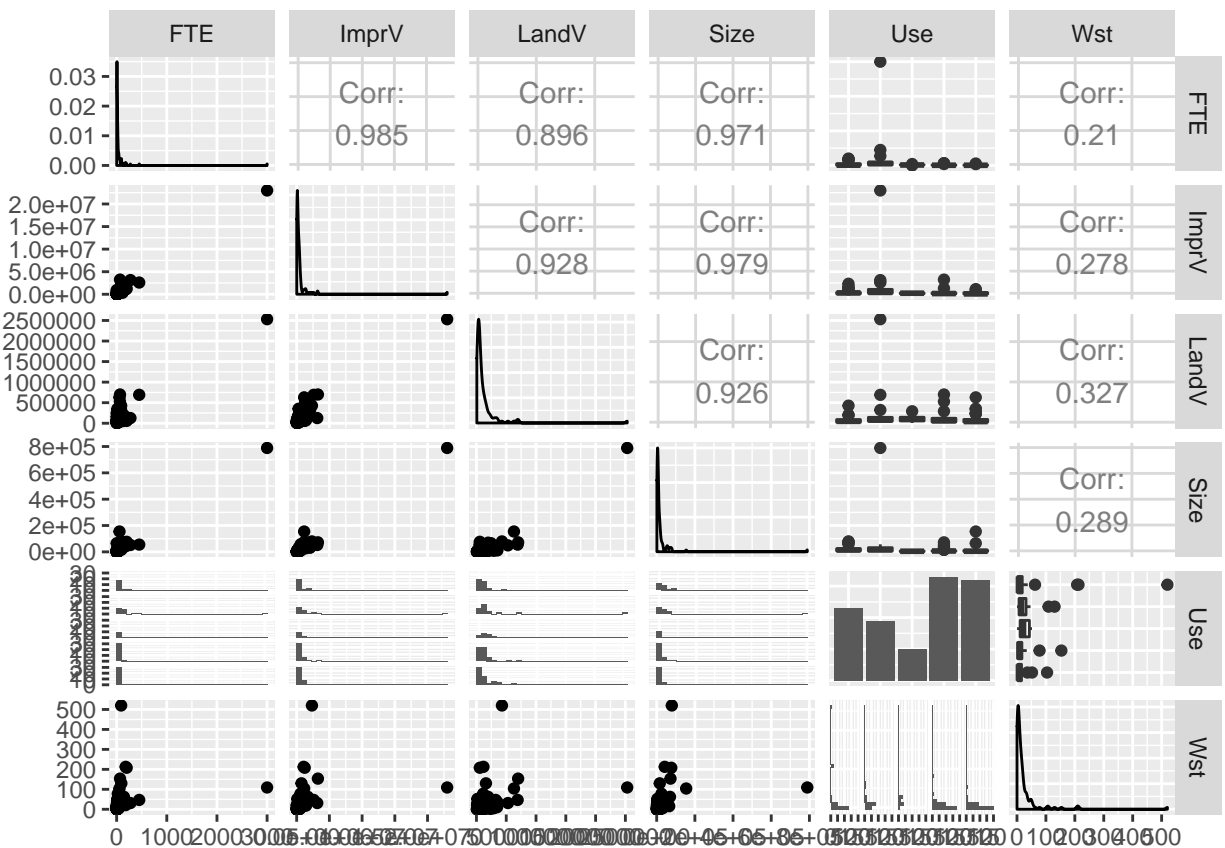 FTE ImprV LandV Size Use Wst
0.03
0.02
0.01
0.00
Corr:
0.985
Corr:
0.896
Corr:
0.971
Corr:
0.21
FTE
2.0e+07
1.5e+07
1.0e+07
5.0e+06
0.0e+00
Corr:
0.928
Corr:
0.979
Corr:
0.278
ImprV
2500000
2000000
1500000
1000000
500000
0
Corr:
0.926
Corr:
0.327
LandV
8e+05
6e+05
4e+05
2e+05
0e+00
Corr:
0.289
Size
Use
500
400
300
200
100
0
Wst
0 1000 2000
0 100 200 300 400 500